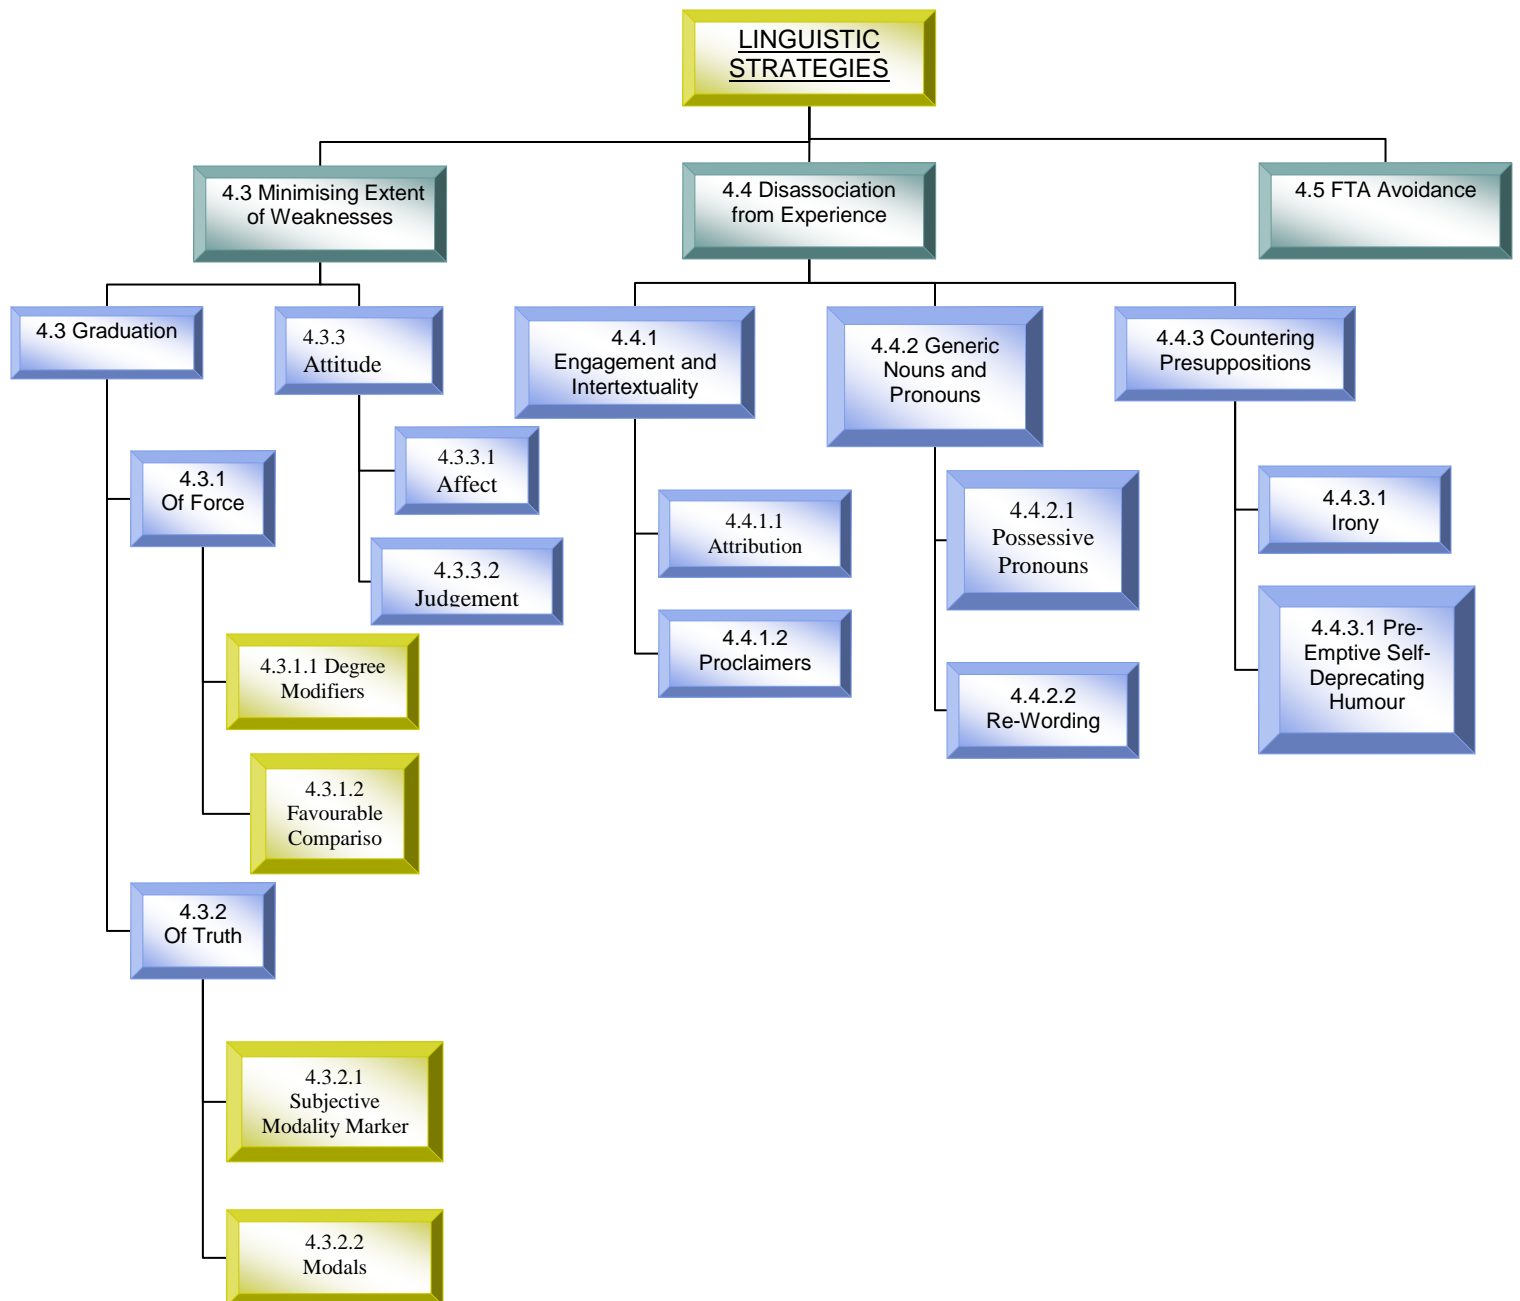 LINGUISTIC
STRATEGIES
4.3 Minimising Extent
of Weaknesses
4.4 Disassociation
from Experience
4.5 FTA Avoidance
4.3 Graduation
4.3.3
Attitude
4.4.1
Engagement and
Intertextuality
4.4.2 Generic
Nouns and
Pronouns
4.4.3 Countering
Presuppositions
4.3.1
Of Force
4.3.3.1
Affect
4.3.3.2
Judgement
4.4.1.1
Attribution
4.4.1.2
Proclaimers
4.4.2.1
Possessive
Pronouns
4.4.2.2
Re-Wording
4.4.3.1
Irony
4.4.3.1 Pre-
Emptive Self-
Deprecating
Humour
4.3.1.1 Degree
Modifiers
4.3.1.2
Favourable
Compariso
4.3.2
Of Truth
4.3.2.1
Subjective
Modality Marker
4.3.2.2
Modals